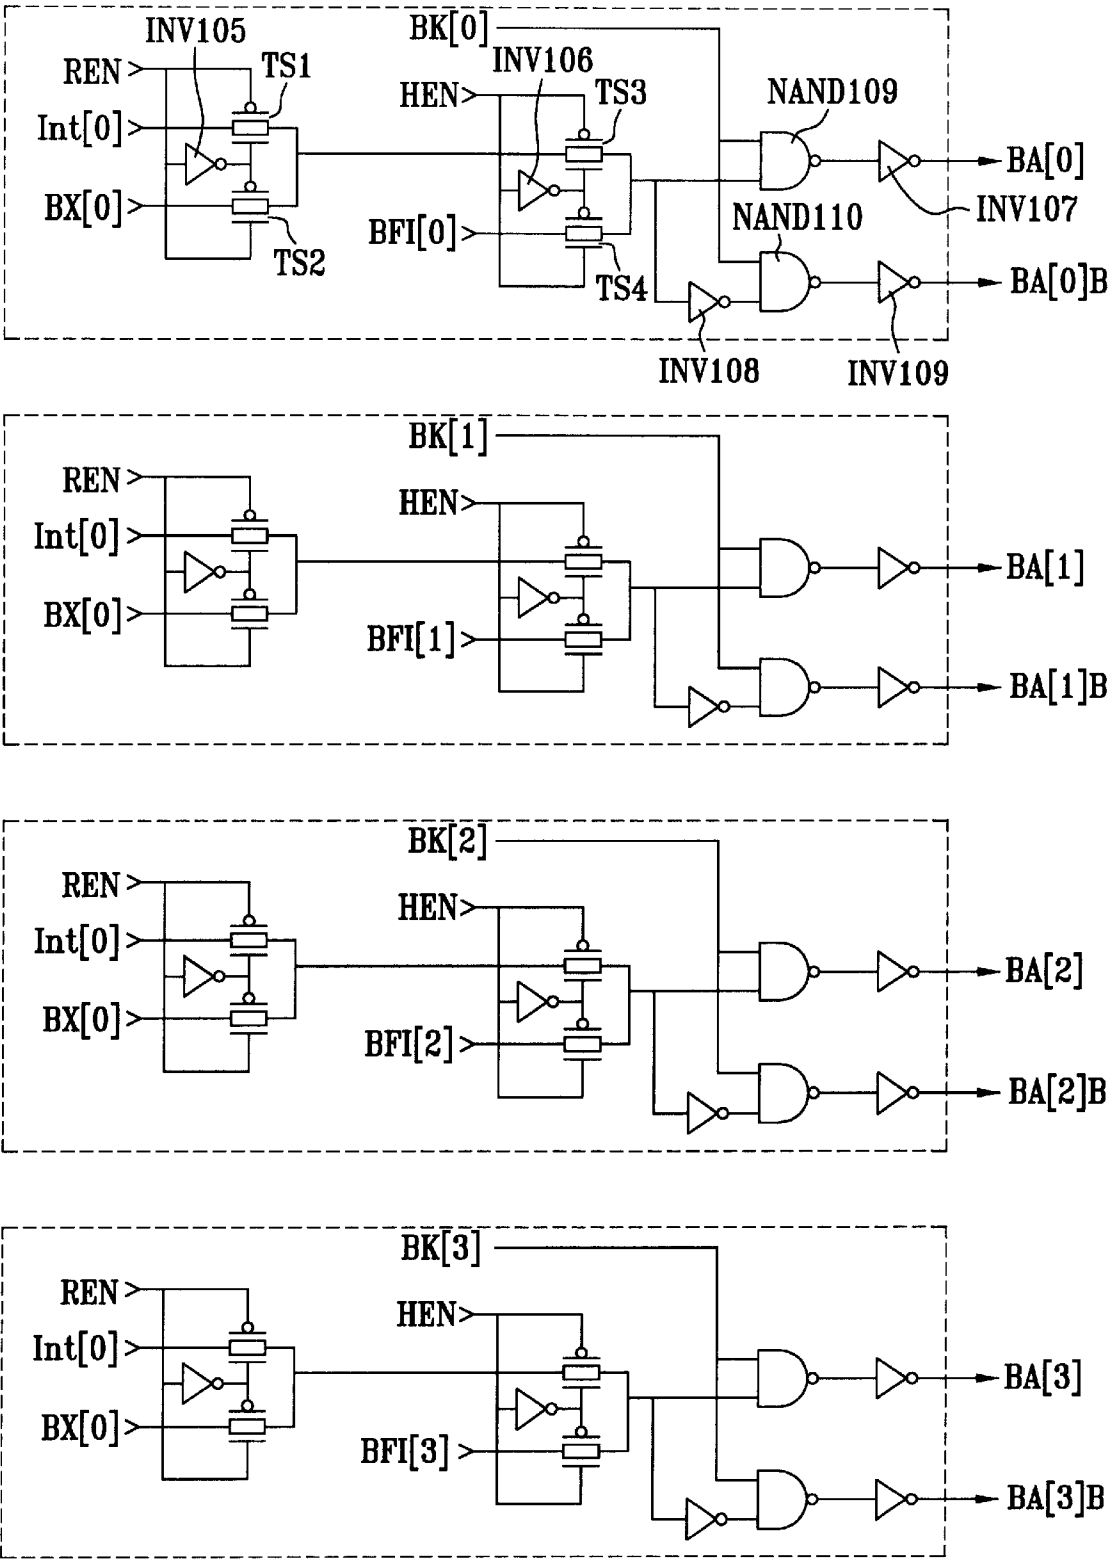 INV105
BK[0]
REN
TS1
INV106
HEN
TS3
NAND109
Int[0]
BA[0]
BX[0]
INV107
BFI[0]
NAND110
TS2
TS4
BA[0]B
INV108
INV109
BK[1]
REN
HEN
Int[0]
BA[1]
BX[0]
BFI[1]
BA[1]B
BK[2]
REN
HEN
Int[0]
BA[2]
BX[0]
BFI[2]
BA[2]B
BK[3]
REN
HEN
Int[0]
BA[3]
BX[0]
BFI[3]
BA[3]B